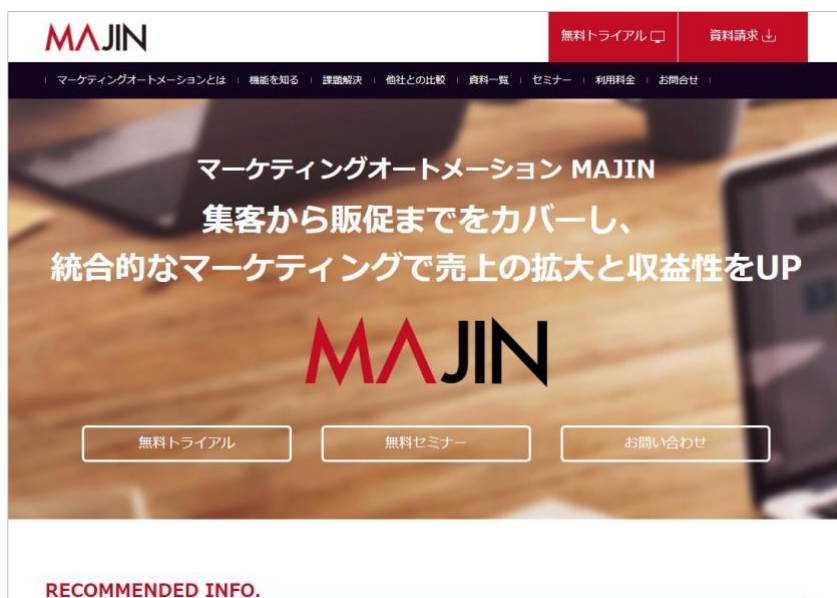 MAJIN
無料トライアル
資料請求
マーケティングオートメーションとは
機能を知る
課題解決
他社との比較
資料一覧
セミナー
利用料金
お問合せ
マーケティングオートメーション MAJIN
集客から販促までをカバーし、
統合的なマーケティングで売上の拡大と収益性をUP
MAJIN
無料トライアル
無料セミナー
お問い合わせ
RECOMMENDED INFO.